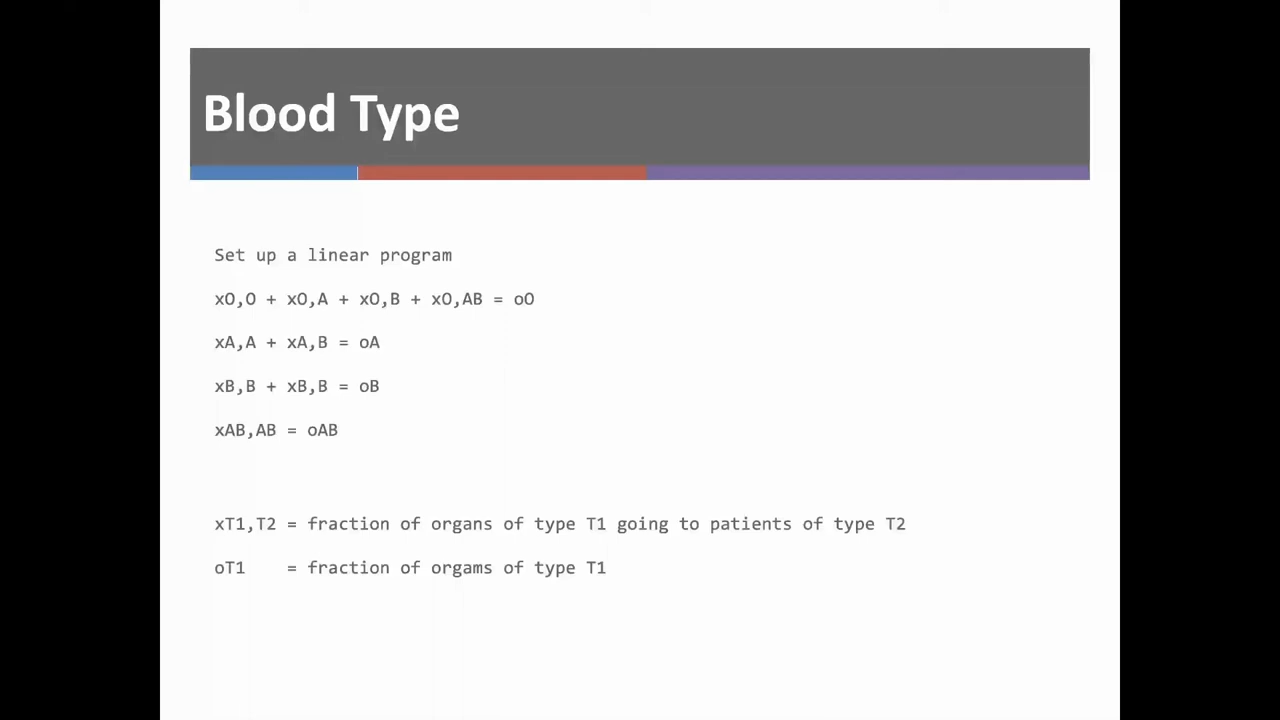 Blood Type
Set up a linear program
xO,O + xO,A + xO,B + xO,AB = oO
xA,A + xA,B = oA
xB,B + xB,B = oB
xAB,AB = oAB
xT1,T2 = fraction of organs of type T1 going to patients of type T2
oT1 = fraction of orgams of type T1